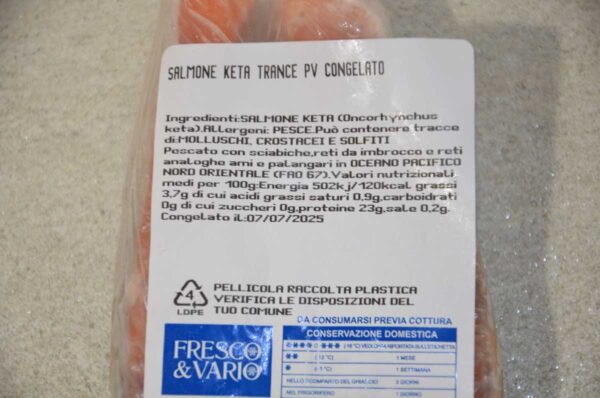 SALMONE KETA TRANCE PV CONGELATO
Ingredienti:SALMONE KETA (Oncorhynchus
keta).Allergeni: PESCE.Può contenere tracce
di:MOLLUSCHI, CROSTACEI E SOLFITI
Pescato con sciabiche,reti da imbrocco e reti
analoghe ami e palangari in OCEANO PACIFICO
NORD ORIENTALE (FAO 67).Valori nutrizionali
medi per 100g:Energia 502kj/120kcal grassi
3,7g di cui acidi grassi saturi 0,9g,carboidrati
0g di cui zuccheri 0g,proteine 23g,sale 0,2g.
Congelato il:07/07/2025
4
LDPE
PELLICOLA RACCOLTA PLASTICA
VERIFICA LE DISPOSIZIONI DEL
TUO COMUNE
DA CONSUMARSI PREVIA COTTURA
FRESCO
&VARIO
CONSERVAZIONE DOMESTICA
1 MESE
1 SETTIMANA
3 GIORNI
NEL FRIGORIFERO 1 GIORNO